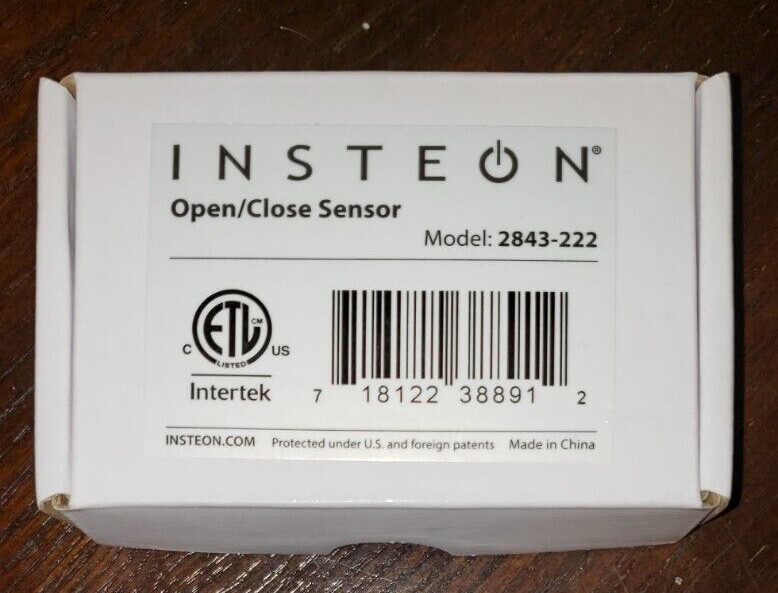 INSTEON®
Open/Close Sensor
Model: 2843-222
ETL CM
C US
LISTED
Intertek
7 18122 38891 2
INSTEON.COM Protected under U.S. and foreign patents Made in China